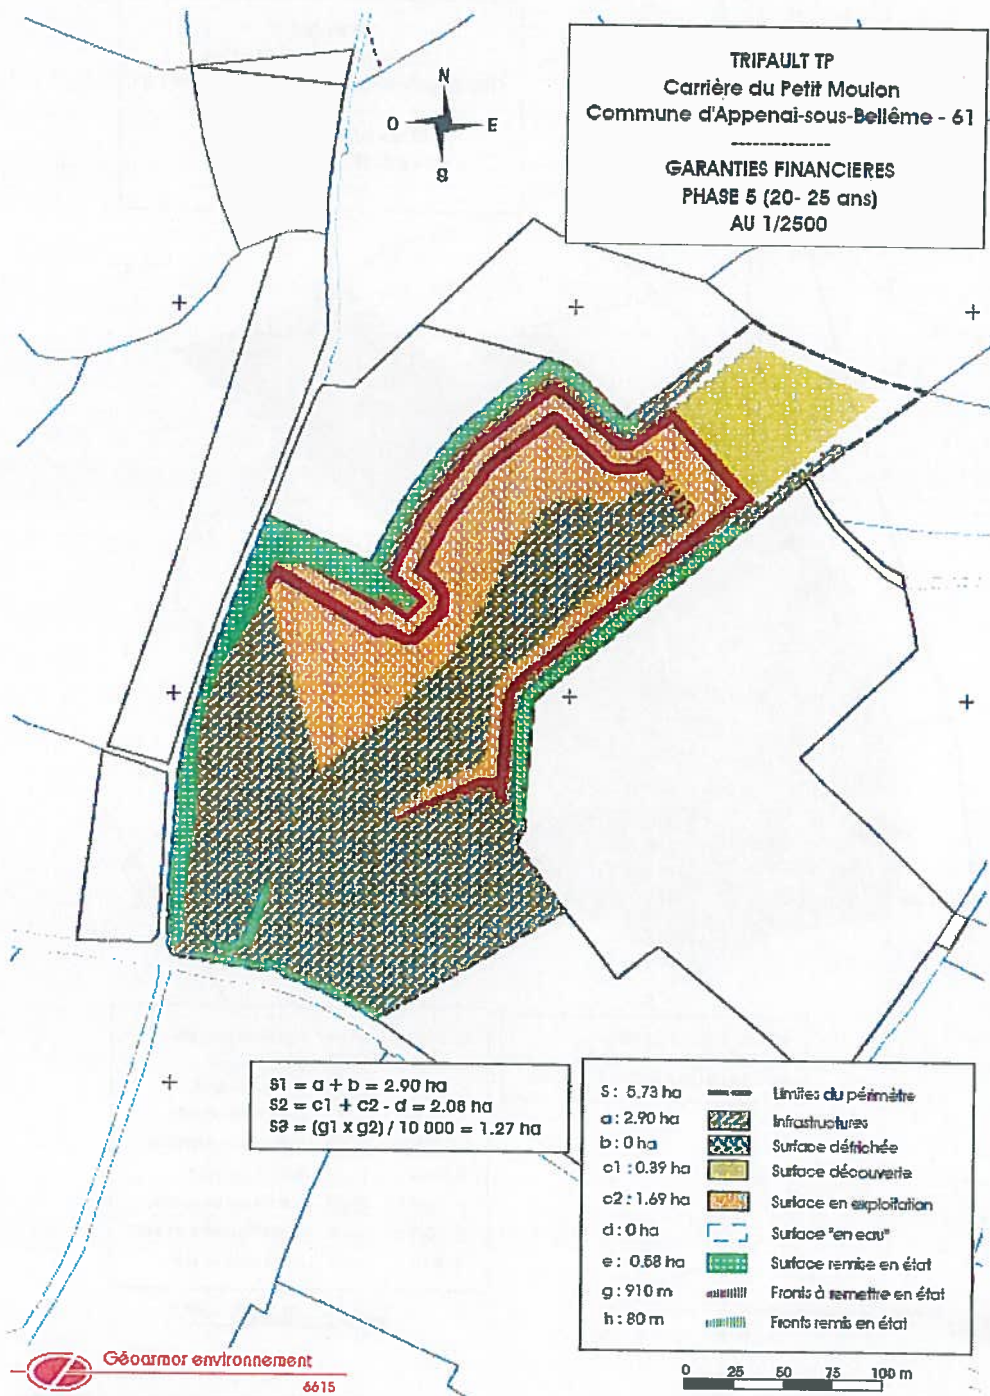 TRIFAULT TP
Carrière du Petit Moulon
Commune d'Appenai-sous-Bellême - 61
--------------
GARANTIES FINANCIERES
PHASE 5 (20- 25 ans)
AU 1/2500
N
O
E
S
S1 = a + b = 2.90 ha
S2 = c1 + c2 - d = 2.08 ha
S3 = (g1 x g2) / 10 000 = 1.27 ha
S : 5.73 ha Limites du périmètre
a : 2.90 ha Infrastructures
b : 0 ha Surface défrichée
c1 : 0.39 ha Surface découverte
c2 : 1.69 ha Surface en exploitation
d : 0 ha Surface "en eau"
e : 0.58 ha Surface remise en état
g : 910 m Fronts à remettre en état
h : 80 m Fronts remis en état
Géoarmor environnement
6615
0 25 50 75 100 m